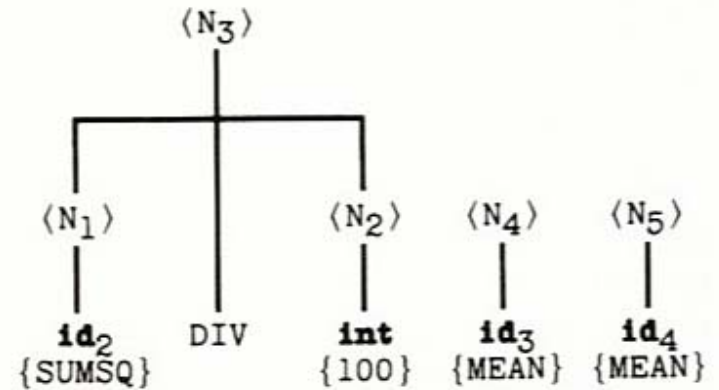 ⟨N₃⟩
⟨N₁⟩ ⟨N₂⟩ ⟨N₄⟩ ⟨N₅⟩
id₂ DIV int id₃ id₄
{SUMSQ} {100} {MEAN} {MEAN}